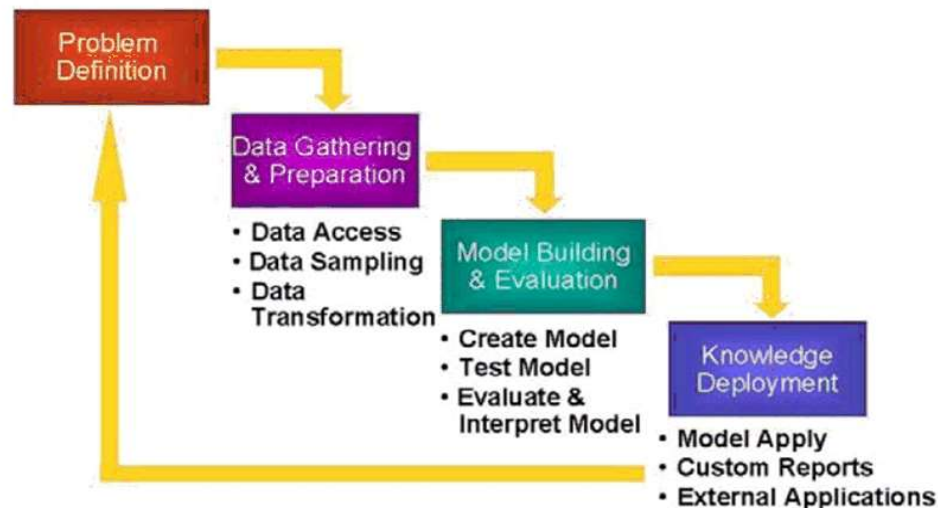 Problem
Definition
Data Gathering
& Preparation
• Data Access
• Data Sampling
• Data
Transformation
Model Building
& Evaluation
• Create Model
• Test Model
• Evaluate &
Interpret Model
Knowledge
Deployment
• Model Apply
• Custom Reports
• External Applications